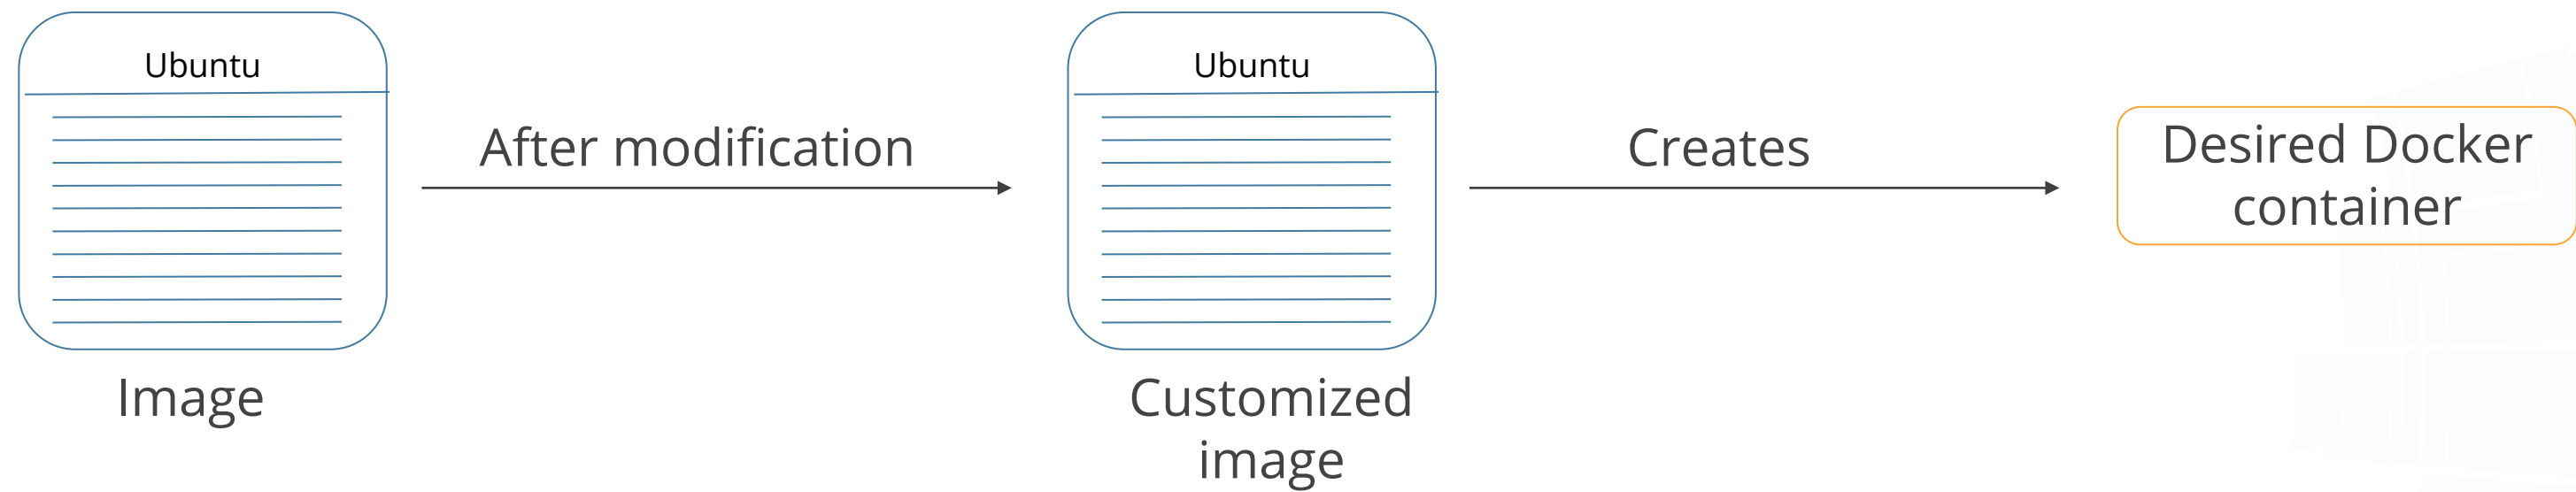 Ubuntu
Image
After modification
Ubuntu
Customized
image
Creates
Desired Docker
container